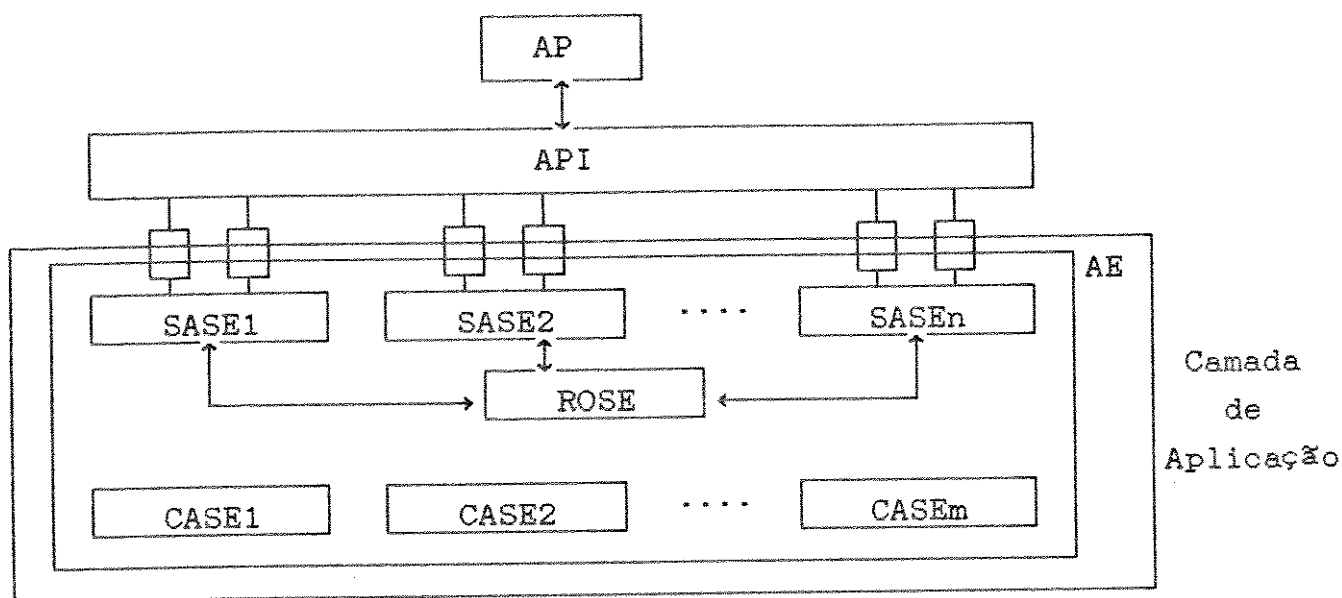 AP
API
AE
SASE1
SASE2
....
SASEn
ROSE
Camada
de
Aplicação
CASE1
CASE2
....
CASEm